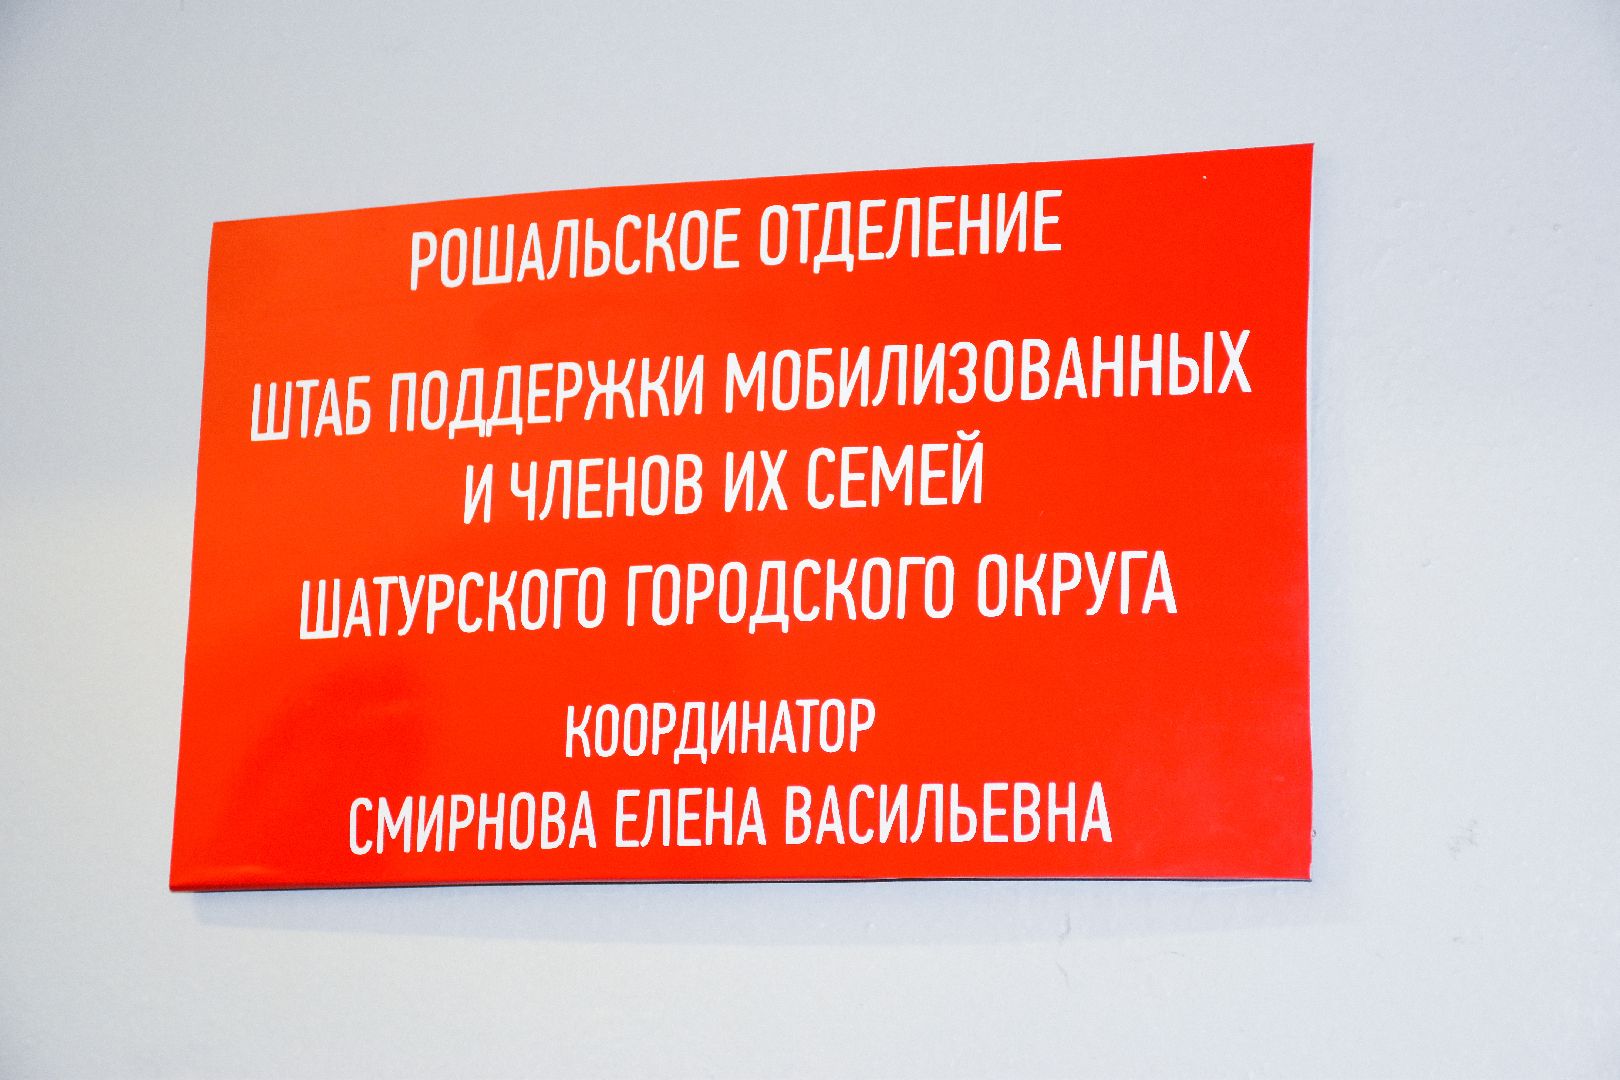 РОШАЛЬСКОЕ ОТДЕЛЕНИЕ
ШТАБ ПОДДЕРЖКИ МОБИЛИЗОВАННЫХ
И ЧЛЕНОВ ИХ СЕМЕЙ
ШАТУРСКОГО ГОРОДСКОГО ОКРУГА
КООРДИНАТОР
СМИРНОВА ЕЛЕНА ВАСИЛЬЕВНА